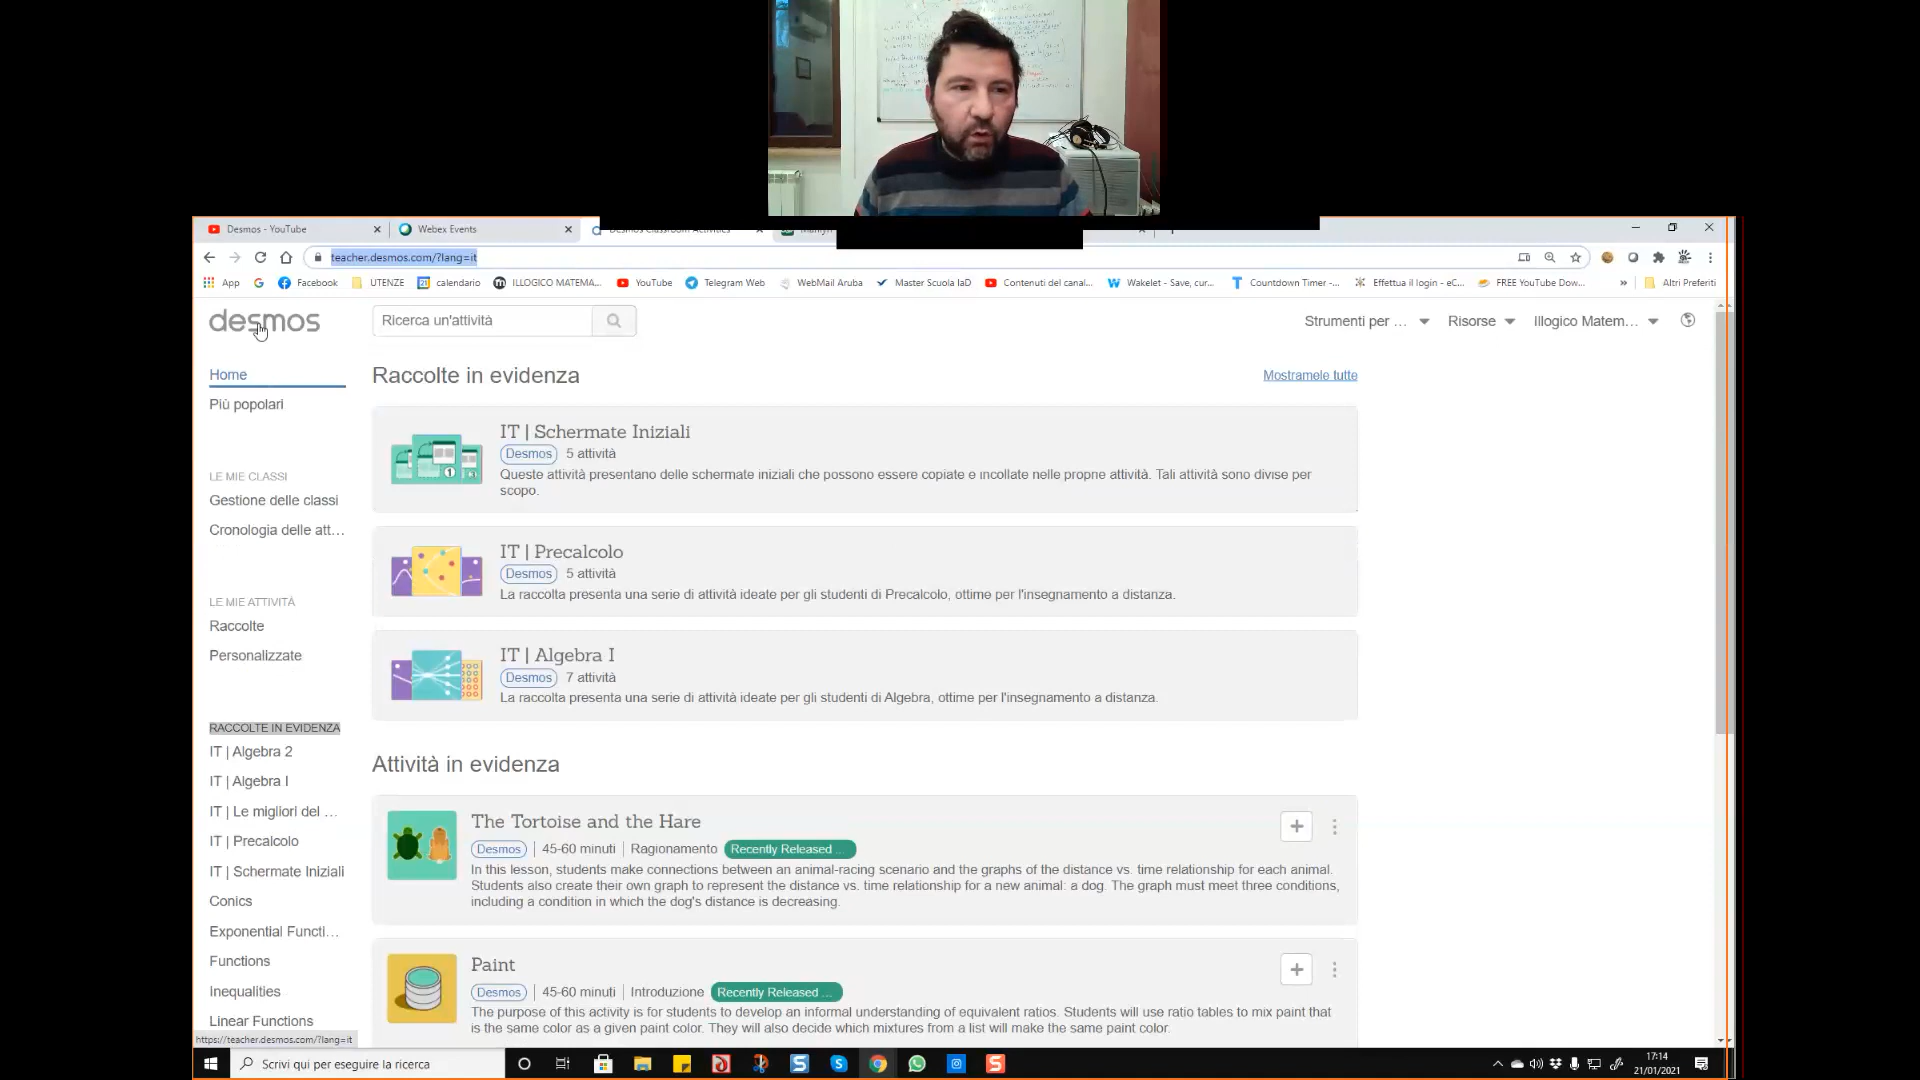 Desmos - YouTube
Webex Events
teacher.desmos.com/?lang=it
App
Facebook
UTENZE
calendario
ILLOGICO MATEMA...
YouTube
Telegram Web
WebMail Aruba
Master Scuola IaD
Contenuti del canal...
Wakelet - Save, cur...
Countdown Timer -...
Effettua il login - eC...
FREE YouTube Dow...
»
Altri Preferiti
desmos
Ricerca un'attività
Strumenti per ...
Risorse
Illogico Matem...
Home
Più popolari
LE MIE CLASSI
Gestione delle classi
Cronologia delle att...
LE MIE ATTIVITÀ
Raccolte
Personalizzate
RACCOLTE IN EVIDENZA
IT | Algebra 2
IT | Algebra I
IT | Le migliori del ...
IT | Precalcolo
IT | Schermate Iniziali
Conics
Exponential Functi...
Functions
Inequalities
Linear Functions
https://teacher.desmos.com/?lang=it
Raccolte in evidenza
Mostramele tutte
IT | Schermate Iniziali
Desmos 5 attività
Queste attività presentano delle schermate iniziali che possono essere copiate e incollate nelle proprie attività. Tali attività sono divise per
scopo.
IT | Precalcolo
Desmos 5 attività
La raccolta presenta una serie di attività ideate per gli studenti di Precalcolo, ottime per l'insegnamento a distanza.
IT | Algebra I
Desmos 7 attività
La raccolta presenta una serie di attività ideate per gli studenti di Algebra, ottime per l'insegnamento a distanza.
Attività in evidenza
The Tortoise and the Hare
Desmos | 45-60 minuti | Ragionamento Recently Released ...
In this lesson, students make connections between an animal-racing scenario and the graphs of the distance vs. time relationship for each animal.
Students also create their own graph to represent the distance vs. time relationship for a new animal: a dog. The graph must meet three conditions,
including a condition in which the dog's distance is decreasing.
Paint
Desmos | 45-60 minuti | Introduzione Recently Released ...
The purpose of this activity is for students to develop an informal understanding of equivalent ratios. Students will use ratio tables to mix paint that
is the same color as a given paint color. They will also decide which mixtures from a list will make the same paint color.
Scrivi qui per eseguire la ricerca
17:14
21/01/2021